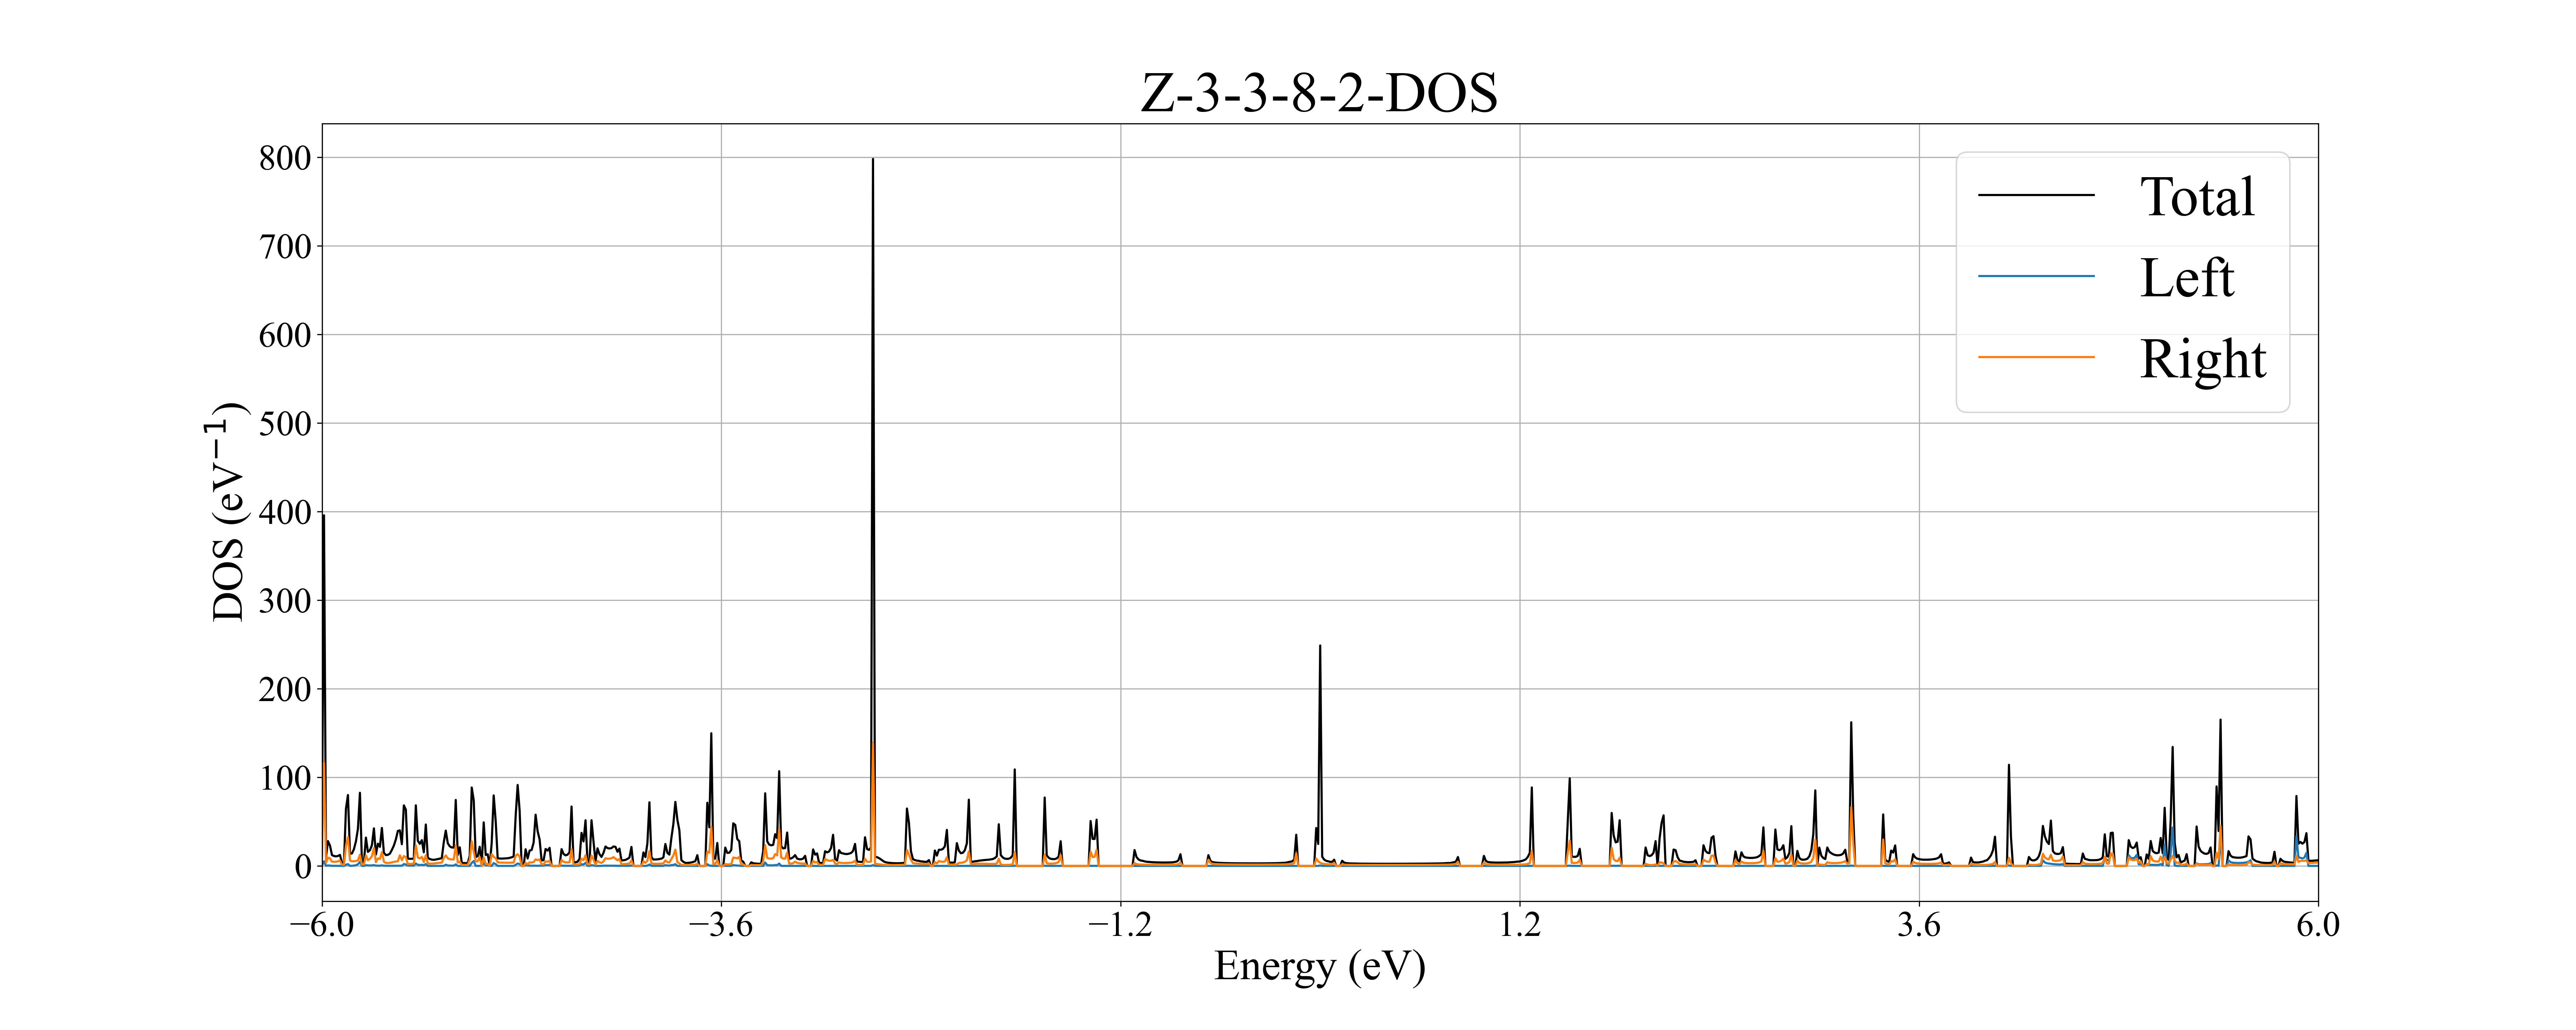 Z-3-3-8-2-DOS
800
700
600
500
400
300
200
100
0
DOS (eV⁻¹)
Total
Left
Right
−6.0
−3.6
−1.2
1.2
3.6
6.0
Energy (eV)